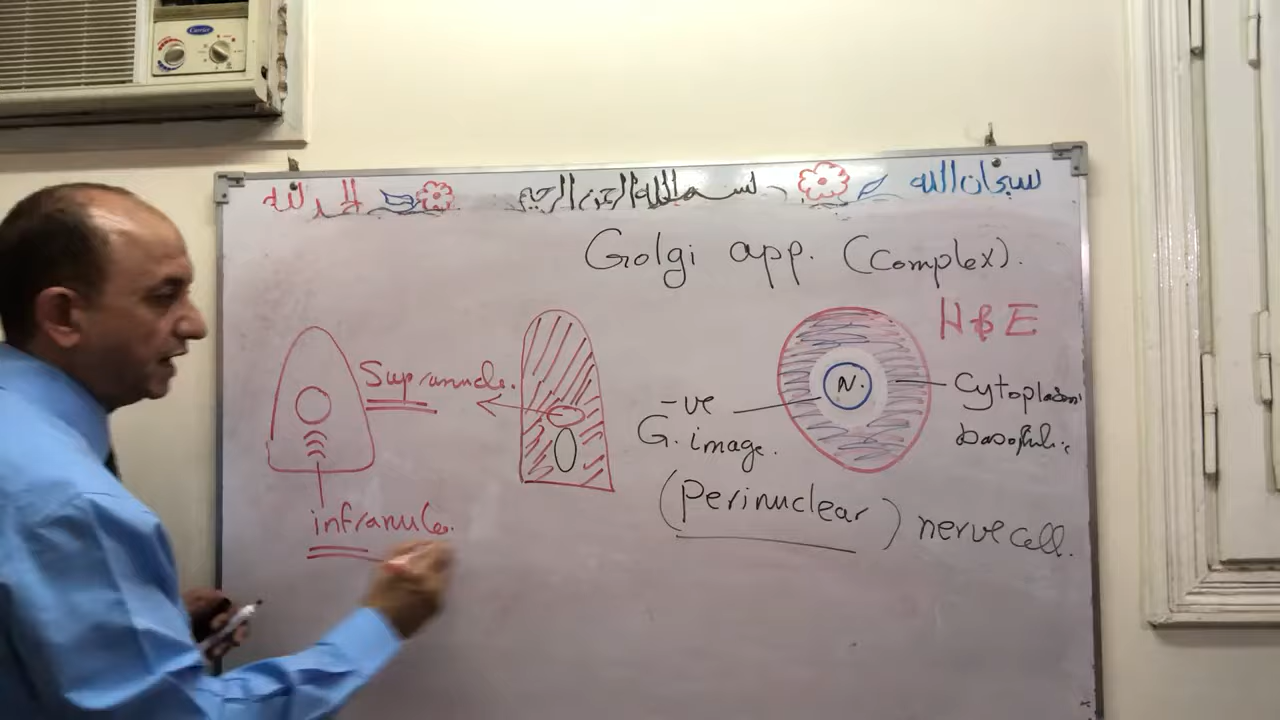 سبحان الله
بسم الله الرحمن الرحيم
الحمد لله
Golgi app. (Complex).
H & E
Supranucle.
-ve
G. image.
N.
Cytoplasm
basophilic
infranucle.
(Perinuclear) nerve cell.
Carrier